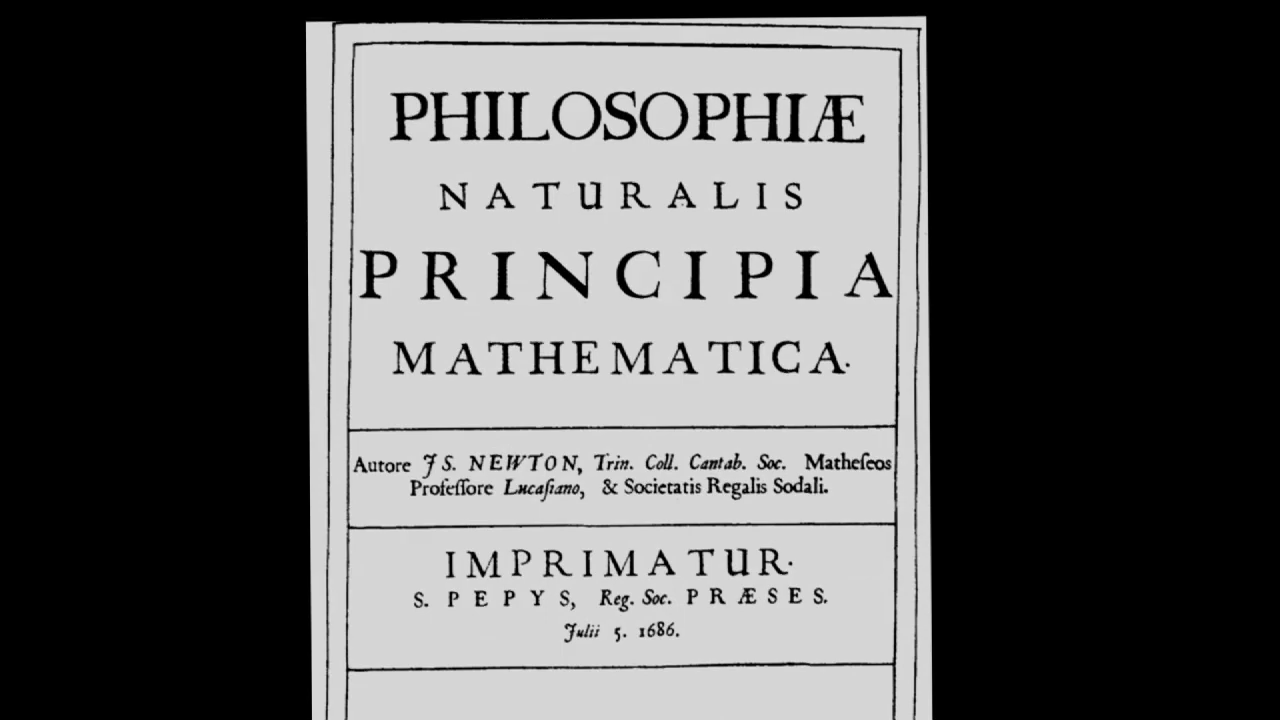 PHILOSOPHIÆ
NATURALIS
PRINCIPIA
MATHEMATICA.
Autore JS. NEWTON, Trin. Coll. Cantab. Soc. Matheſeos
Profeſſore Lucaſiano, & Societatis Regalis Sodali.
IMPRIMATUR.
S. PEPYS, Reg. Soc. PRÆSES.
Julii 5. 1686.